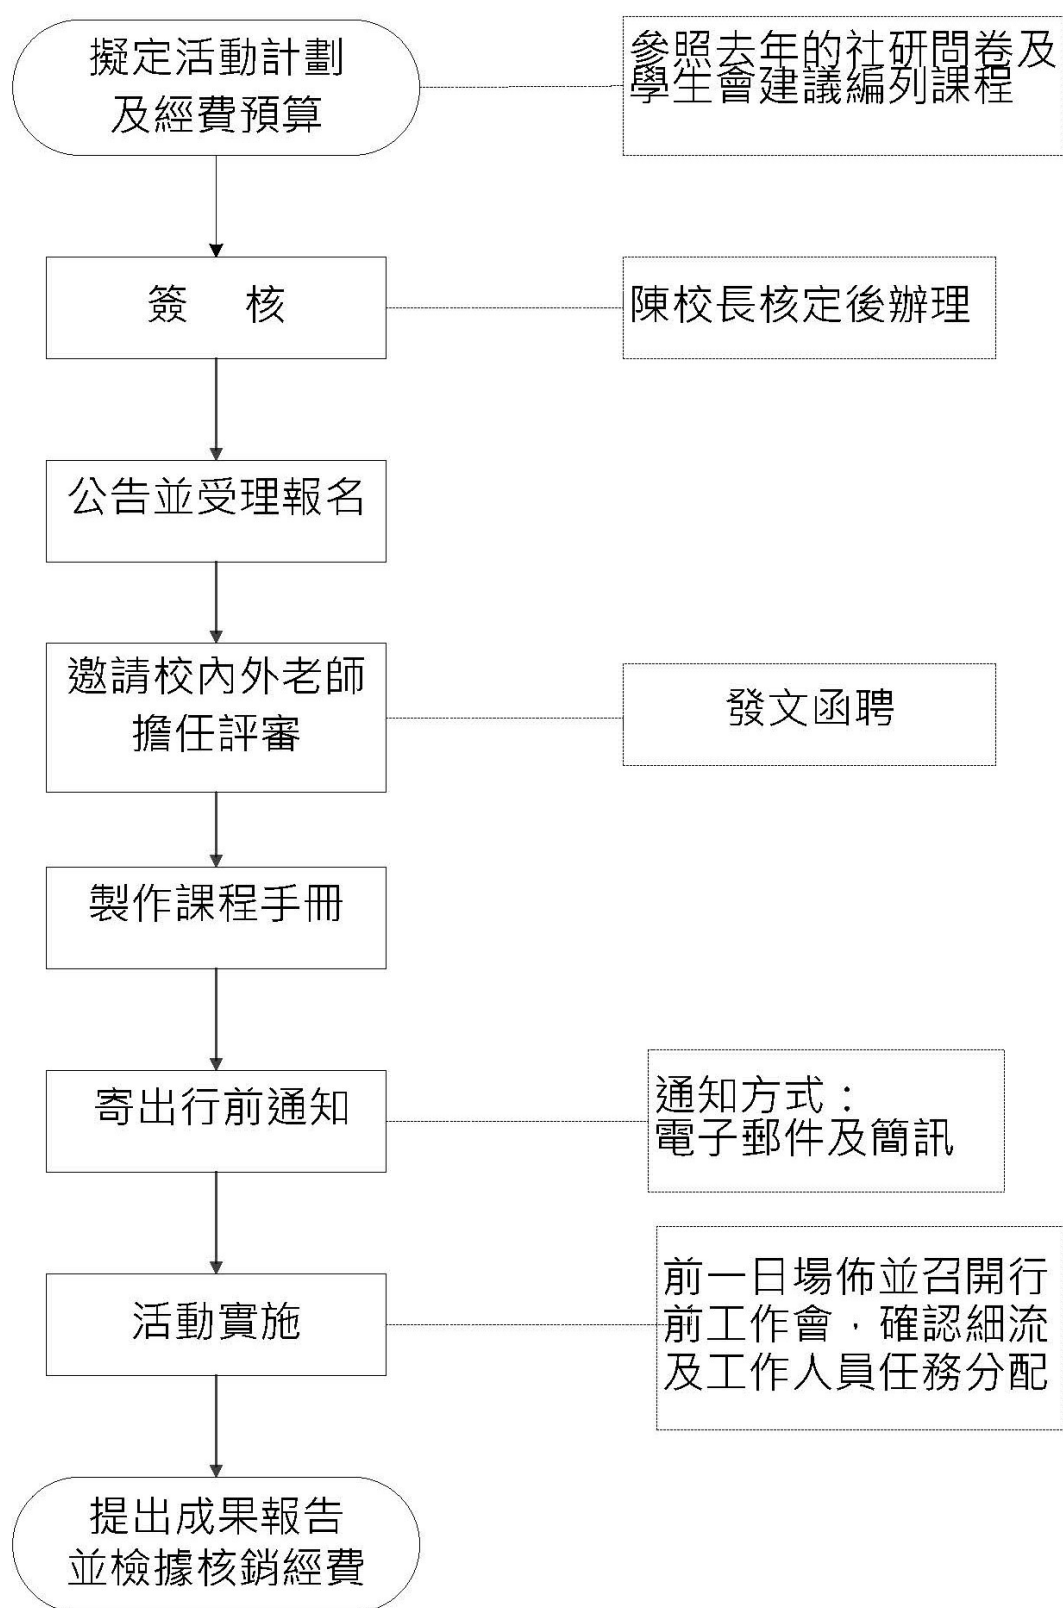 擬定活動計劃
及經費預算
參照去年的社研問卷及
學生會建議編列課程
簽 核
陳校長核定後辦理
公告並受理報名
邀請校內外老師
擔任評審
發文函聘
製作課程手冊
寄出行前通知
通知方式：
電子郵件及簡訊
活動實施
前一日場佈並召開行
前工作會，確認細流
及工作人員任務分配
提出成果報告
並檢據核銷經費